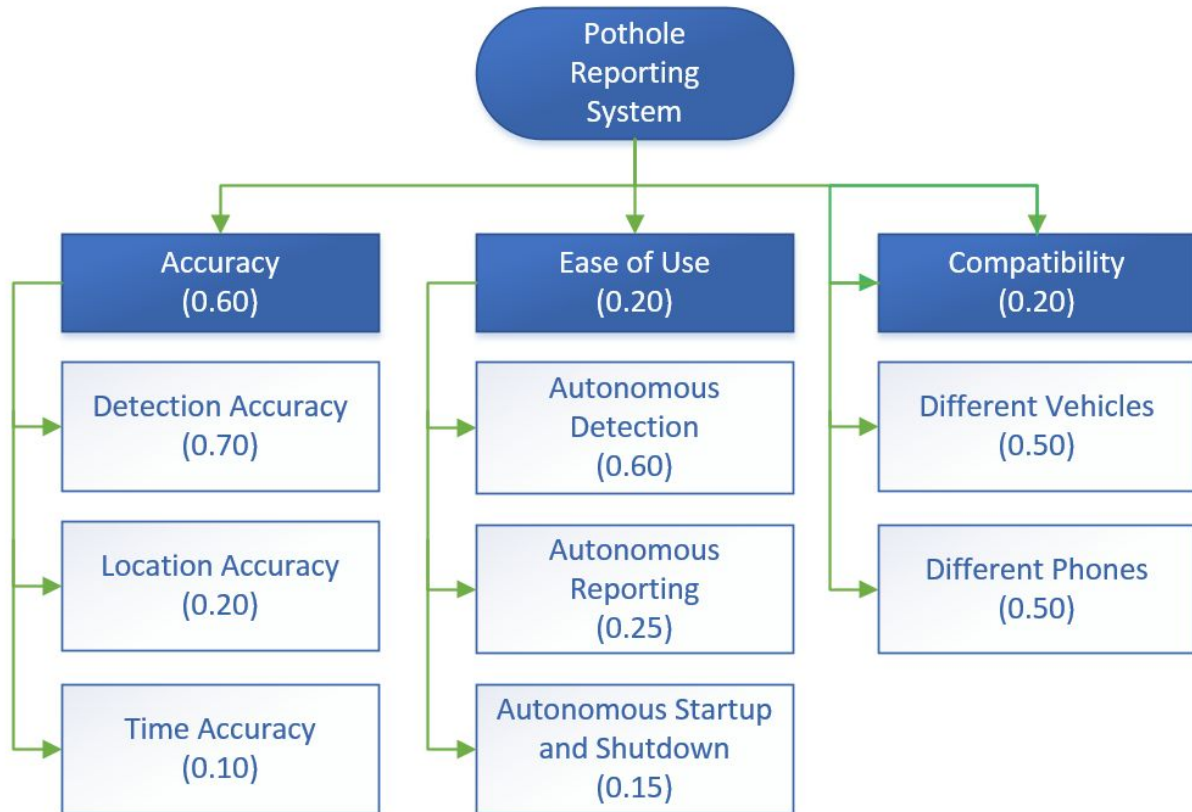 Pothole
Reporting
System
Accuracy
(0.60)
Ease of Use
(0.20)
Compatibility
(0.20)
Detection Accuracy
(0.70)
Autonomous
Detection
(0.60)
Different Vehicles
(0.50)
Location Accuracy
(0.20)
Autonomous
Reporting
(0.25)
Different Phones
(0.50)
Time Accuracy
(0.10)
Autonomous Startup
and Shutdown
(0.15)